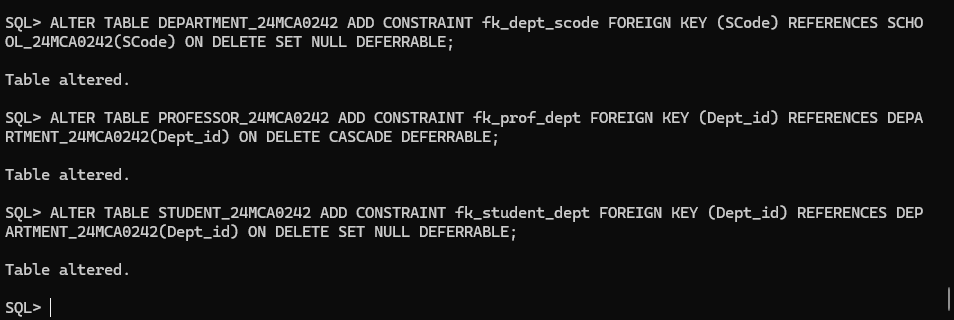 SQL> ALTER TABLE DEPARTMENT_24MCA0242 ADD CONSTRAINT fk_dept_scode FOREIGN KEY (SCode) REFERENCES SCHO
OL_24MCA0242(SCode) ON DELETE SET NULL DEFERRABLE;
Table altered.
SQL> ALTER TABLE PROFESSOR_24MCA0242 ADD CONSTRAINT fk_prof_dept FOREIGN KEY (Dept_id) REFERENCES DEPA
RTMENT_24MCA0242(Dept_id) ON DELETE CASCADE DEFERRABLE;
Table altered.
SQL> ALTER TABLE STUDENT_24MCA0242 ADD CONSTRAINT fk_student_dept FOREIGN KEY (Dept_id) REFERENCES DEP
ARTMENT_24MCA0242(Dept_id) ON DELETE SET NULL DEFERRABLE;
Table altered.
SQL>